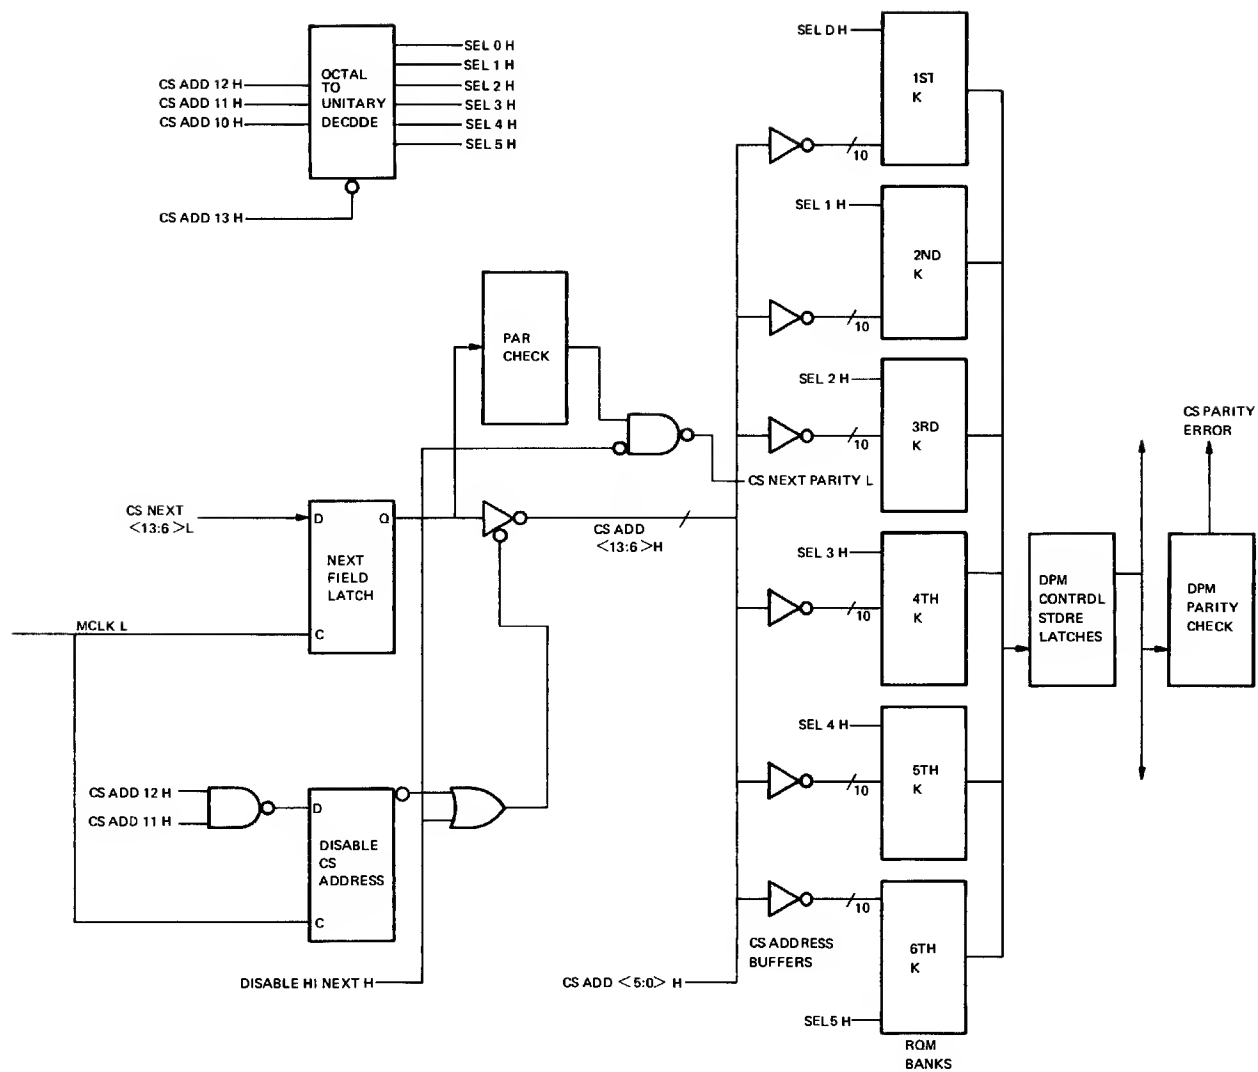 OCTAL
TO
UNITARY
DECDDE
CS ADD 12 H
CS ADD 11 H
CS ADD 10 H
CS ADD 13 H
SEL 0 H
SEL 1 H
SEL 2 H
SEL 3 H
SEL 4 H
SEL 5 H
SEL D H
1ST
K
10
SEL 1 H
2ND
K
10
PAR
CHECK
SEL 2 H
3RD
K
10
CS PARITY
ERROR
CS NEXT PARITY L
CS NEXT
<13:6>L
D
Q
NEXT
FIELD
LATCH
C
CS ADD
<13:6>H
MCLK L
SEL 3 H
4TH
K
10
DPM
CONTRDL
STDRE
LATCHES
DPM
PARITY
CHECK
SEL 4 H
5TH
K
10
CS ADD 12 H
CS ADD 11 H
D
DISABLE
CS
ADDRESS
C
DISABLE HI NEXT H
CS ADD <5:0> H
CS ADDRESS
BUFFERS
10
6TH
K
SEL5 H
RQM
BANKS